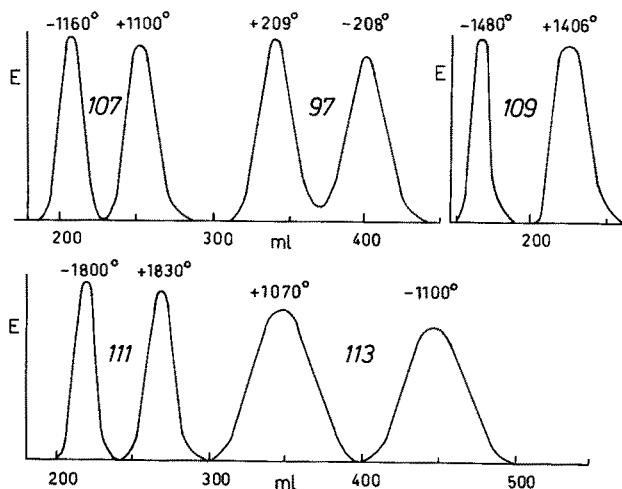 -1160° +1100° +209° -208° -1480° +1406°
E 107 97 E 109
200 300 ml 400 200
-1800° +1830° +1070° -1100°
E 111 113
200 300 ml 400 500